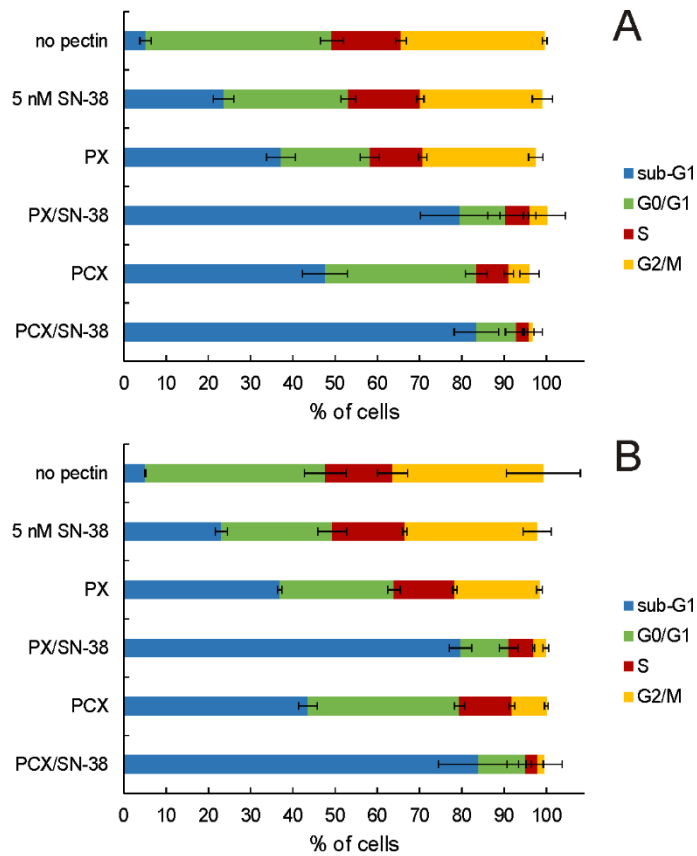 A
no pectin
5 nM SN-38
PX
PX/SN-38
PCX
PCX/SN-38
sub-G1
G0/G1
S
G2/M
0 10 20 30 40 50 60 70 80 90 100
% of cells
B
no pectin
5 nM SN-38
PX
PX/SN-38
PCX
PCX/SN-38
sub-G1
G0/G1
S
G2/M
0 10 20 30 40 50 60 70 80 90 100
% of cells